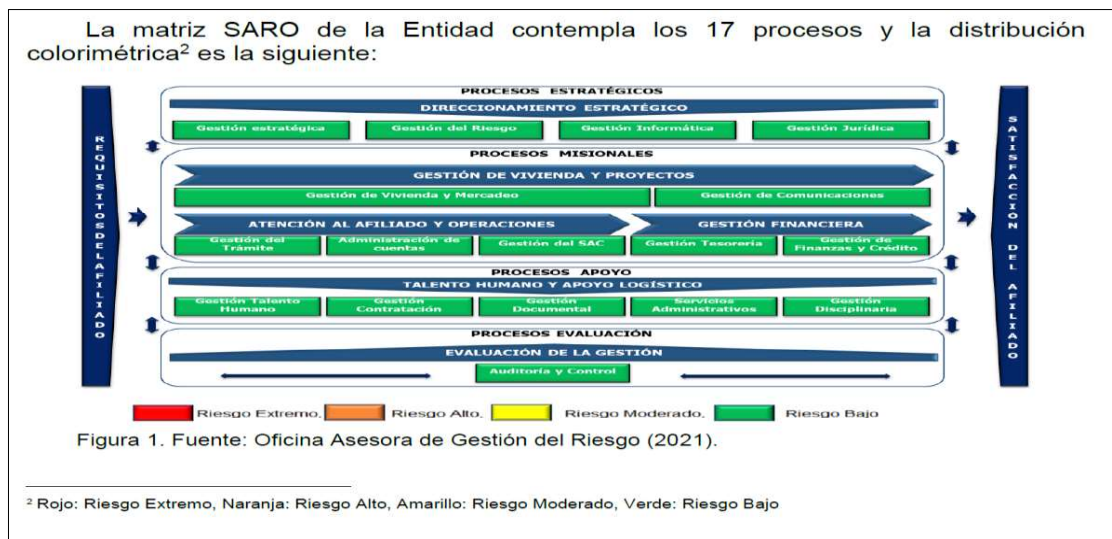 La matriz SARO de la Entidad contempla los 17 procesos y la distribución
colorimétrica² es la siguiente:
PROCESOS ESTRATÉGICOS
DIRECCIONAMIENTO ESTRATÉGICO
Gestión estratégica
Gestión del Riesgo
Gestión Informática
Gestión Jurídica
REQUISITOS DEL AFILIADO
PROCESOS MISIONALES
GESTIÓN DE VIVIENDA Y PROYECTOS
Gestión de Vivienda y Mercadeo
Gestión de Comunicaciones
ATENCIÓN AL AFILIADO Y OPERACIONES
GESTIÓN FINANCIERA
Gestión del
Trámite
Administración de
cuentas
Gestión del SAC
Gestión Tesorería
Gestión de
Finanzas y Crédito
PROCESOS APOYO
TALENTO HUMANO Y APOYO LOGÍSTICO
Gestión Talento
Humano
Gestión
Contratación
Gestión
Documental
Servicios
Administrativos
Gestión
Disciplinaria
PROCESOS EVALUACIÓN
EVALUACIÓN DE LA GESTIÓN
Auditoría y Control
SATISFACCION DEL AFILIADO
Riesgo Extremo.
Riesgo Alto.
Riesgo Moderado.
Riesgo Bajo
Figura 1. Fuente: Oficina Asesora de Gestión del Riesgo (2021).
² Rojo: Riesgo Extremo, Naranja: Riesgo Alto, Amarillo: Riesgo Moderado, Verde: Riesgo Bajo